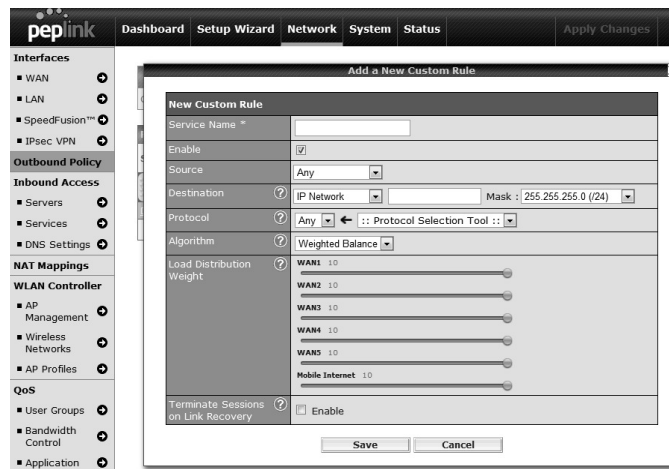 peplink
Dashboard Setup Wizard Network System Status Apply Changes
Interfaces
WAN
LAN
SpeedFusion™
IPsec VPN
Outbound Policy
Inbound Access
Servers
Services
DNS Settings
NAT Mappings
WLAN Controller
AP
Management
Wireless
Networks
AP Profiles
QoS
User Groups
Bandwidth
Control
Application
Add a New Custom Rule
New Custom Rule
Service Name *
Enable
Source
Any
Destination ?
IP Network
Mask : 255.255.255.0 (/24)
Protocol ?
Any :: Protocol Selection Tool ::
Algorithm ?
Weighted Balance
Load Distribution ?
Weight
WAN1 10
WAN2 10
WAN3 10
WAN4 10
WAN5 10
Mobile Internet 10
Terminate Sessions ?
on Link Recovery
Enable
Save Cancel